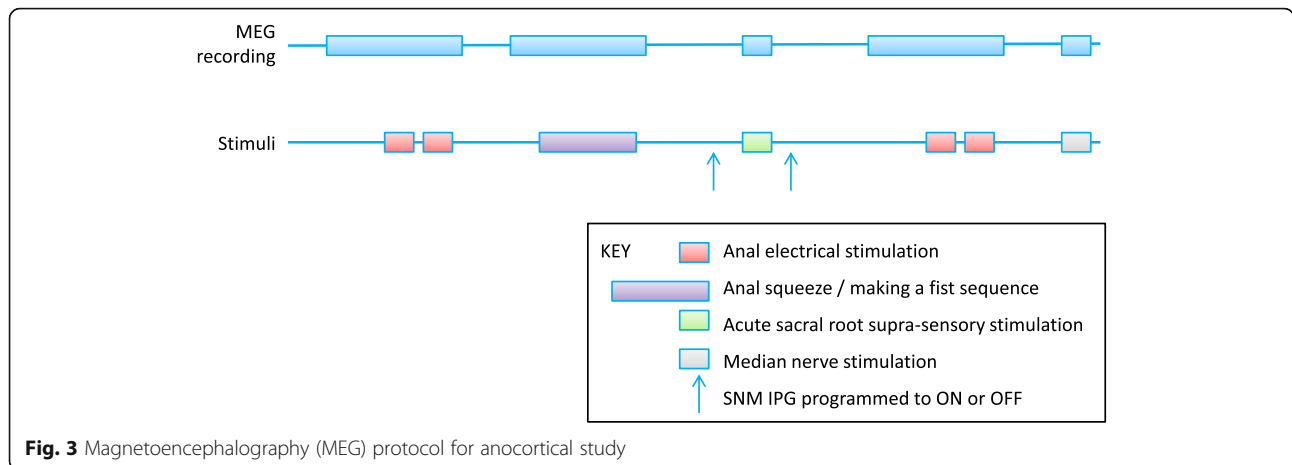 MEG
recording
Stimuli
KEY
Anal electrical stimulation
Anal squeeze / making a fist sequence
Acute sacral root supra-sensory stimulation
Median nerve stimulation
SNM IPG programmed to ON or OFF
Fig. 3 Magnetoencephalography (MEG) protocol for anocortical study